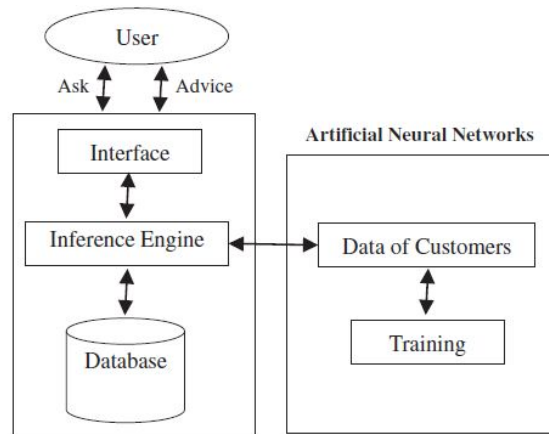 User
Ask
Advice
Interface
Inference Engine
Database
Artificial Neural Networks
Data of Customers
Training